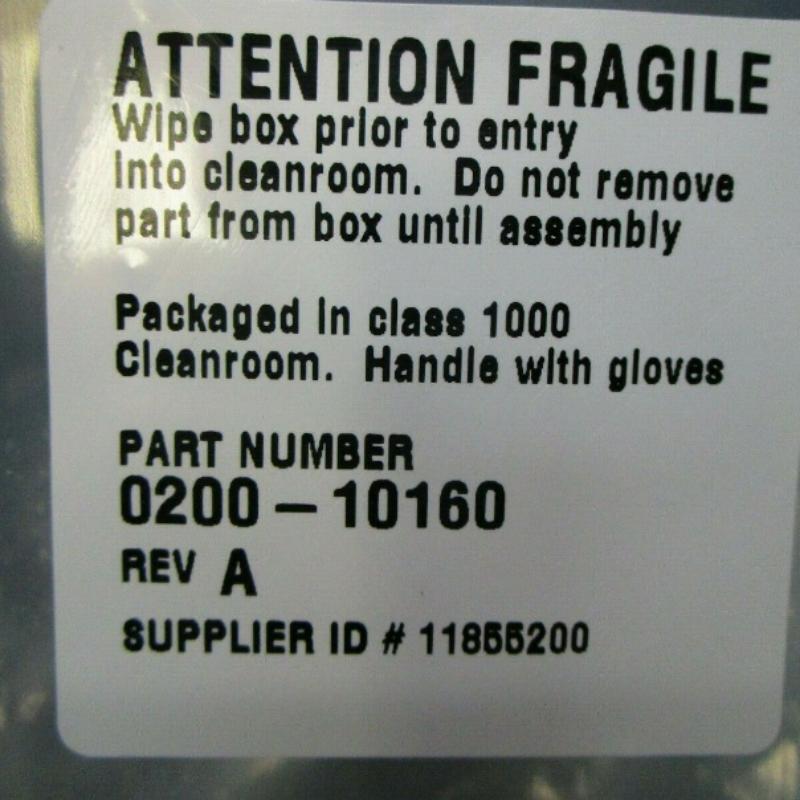 ATTENTION FRAGILE
Wipe box prior to entry
into cleanroom. Do not remove
part from box until assembly
Packaged in class 1000
Cleanroom. Handle with gloves
PART NUMBER
0200-10160
REV A
SUPPLIER ID # 11855200